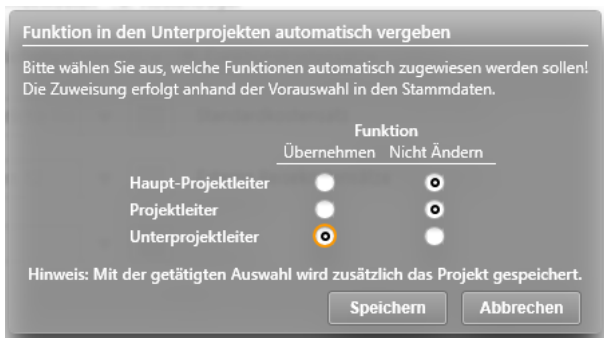 Funktion in den Unterprojekten automatisch vergeben
Bitte wählen Sie aus, welche Funktionen automatisch zugewiesen werden sollen!
Die Zuweisung erfolgt anhand der Vorauswahl in den Stammdaten.
Funktion
Übernehmen Nicht Ändern
Haupt-Projektleiter
Projektleiter
Unterprojektleiter
Hinweis: Mit der getätigten Auswahl wird zusätzlich das Projekt gespeichert.
Speichern Abbrechen